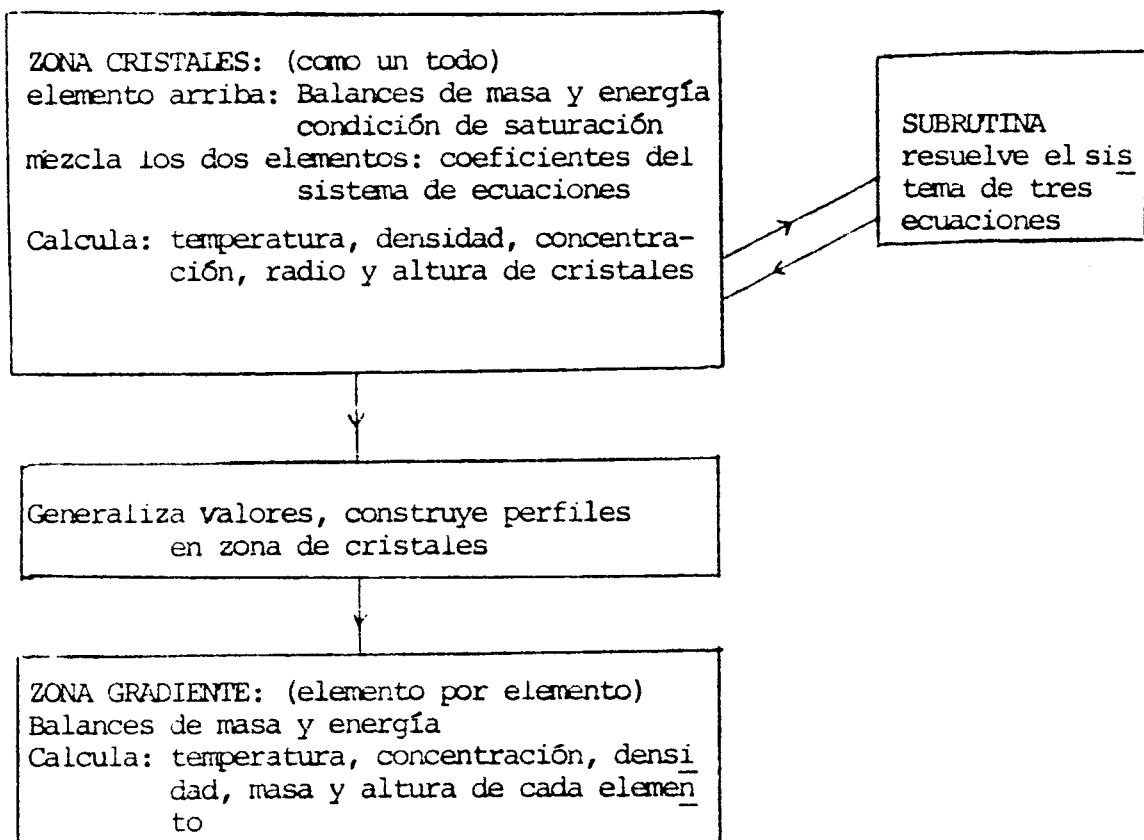 ZONA CRISTALES: (como un todo)
elemento arriba: Balances de masa y energía
condición de saturación
mezcla los dos elementos: coeficientes del
sistema de ecuaciones
Calcula: temperatura, densidad, concentra-
ción, radio y altura de cristales
SUBRUTINA
resuelve el sis
tema de tres
ecuaciones
Generaliza valores, construye perfiles
en zona de cristales
ZONA GRADIENTE: (elemento por elemento)
Balances de masa y energía
Calcula: temperatura, concentración, densi
dad, masa y altura de cada elemen
to